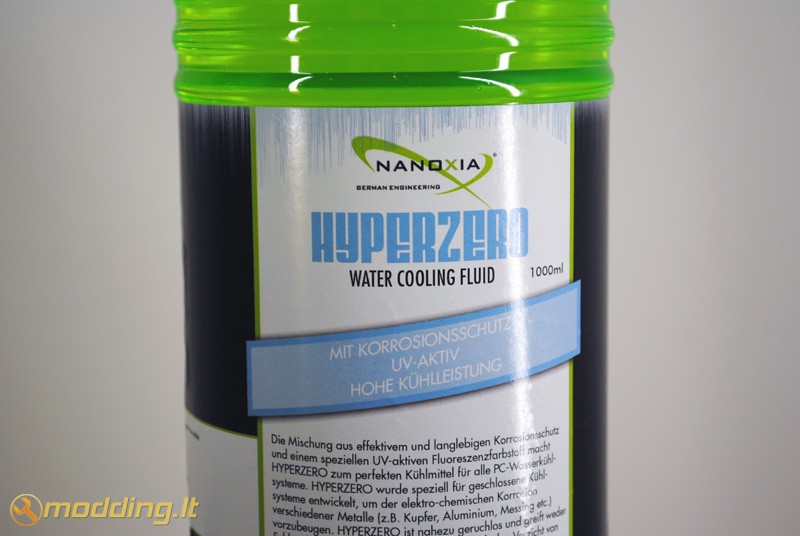 NANOXIA®
GERMAN ENGINEERING
HYPERZERO
WATER COOLING FLUID
1000ml
MIT KORROSIONSSCHUTZ
UV-AKTIV
HOHE KÜHLLEISTUNG
Die Mischung aus effektivem und langlebigen Korrosionsschutz
und einem speziellen UV-aktiven Fluoreszenzfarbstoff macht
HYPERZERO zum perfekten Kühlmittel für alle PC-Wasserkühl-
systeme. HYPERZERO wurde speziell für geschlossene Kühl-
systeme entwickelt, um der elektro-chemischen Korrosion
verschiedener Metalle (z.B. Kupfer, Aluminium, Messing etc.)
vorzubeugen. HYPERZERO ist nahezu geruchlos und greift weder
Verzicht von
modding.lt